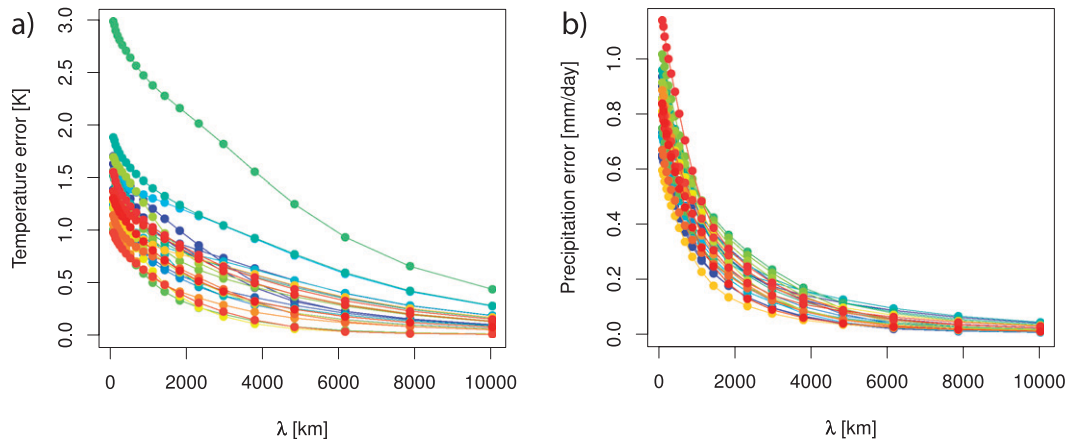 a)
Temperature error [K]
3.0
2.5
2.0
1.5
1.0
0.5
0.0
0 2000 4000 6000 8000 10000
λ [km]
b)
Precipitation error [mm/day]
1.0
0.8
0.6
0.4
0.2
0.0
0 2000 4000 6000 8000 10000
λ [km]